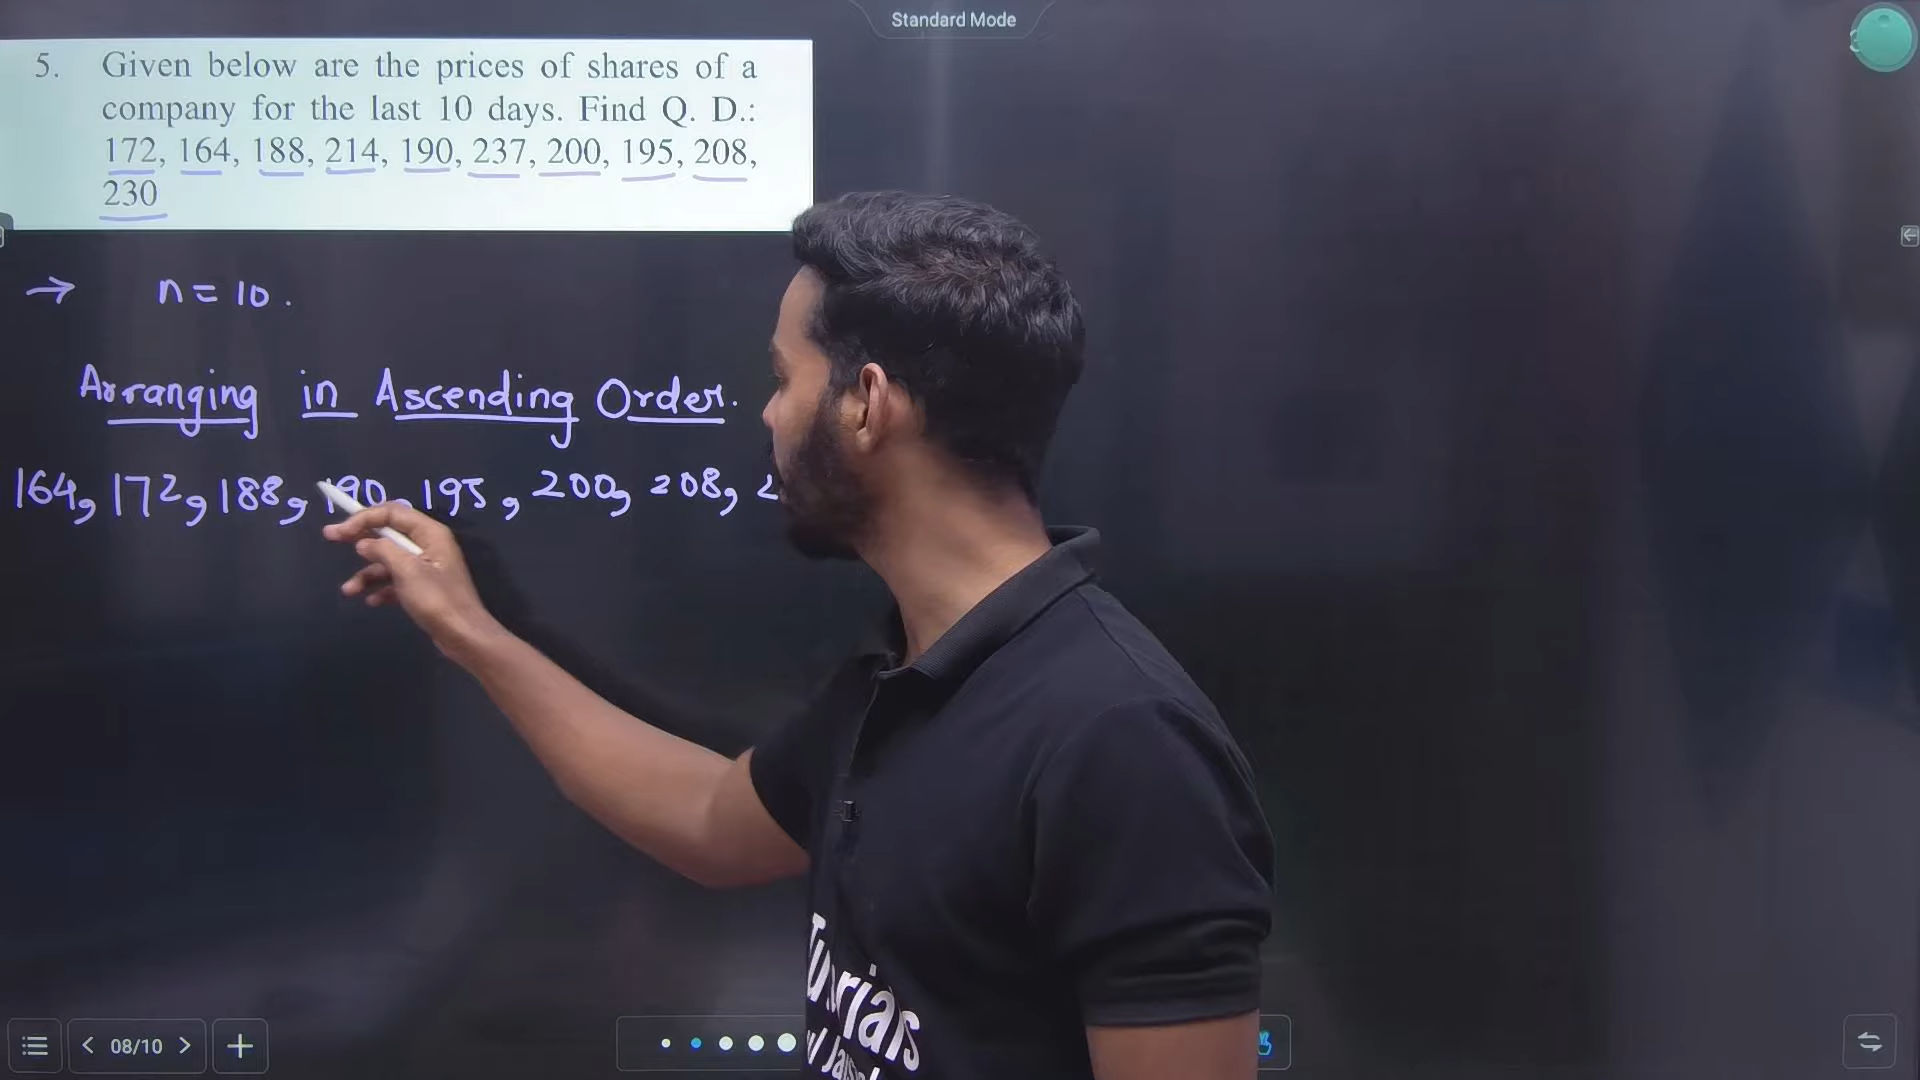 Standard Mode
5. Given below are the prices of shares of a
company for the last 10 days. Find Q. D.:
172, 164, 188, 214, 190, 237, 200, 195, 208,
230
→ n = 10.
Arranging in Ascending Order.
164, 172, 188, 190, 195, 200, 208, 2
08/10